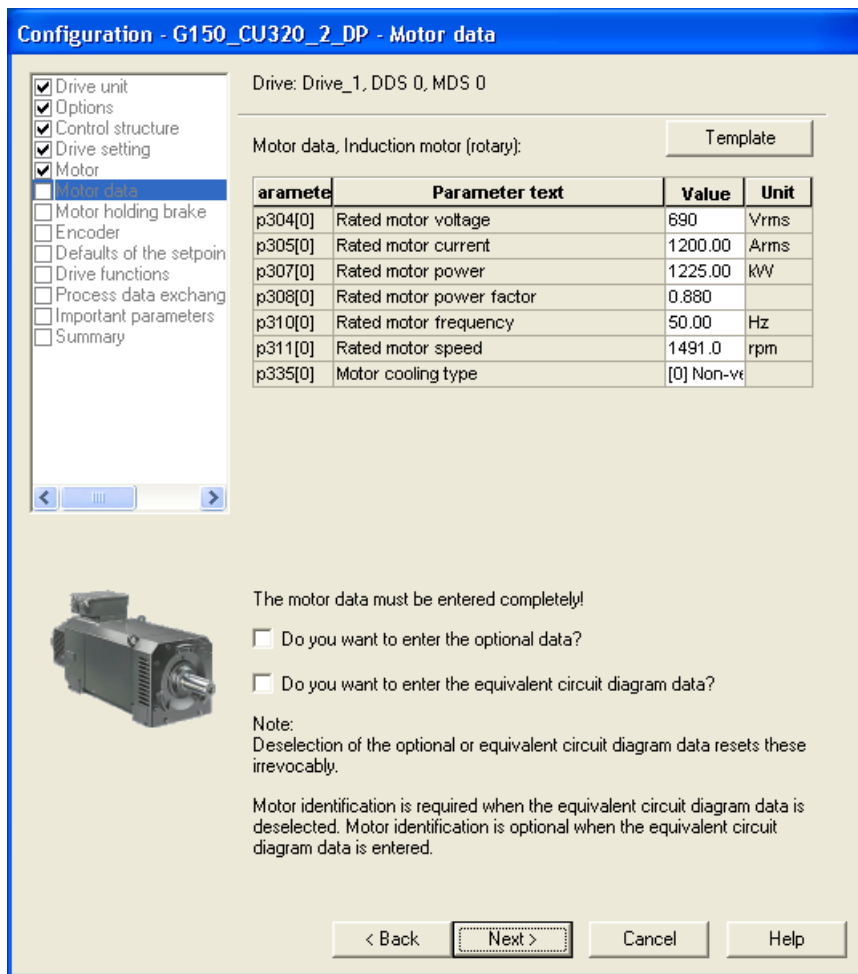 Configuration - G150_CU320_2_DP - Motor data
Drive unit
Options
Control structure
Drive setting
Motor
Motor data
Motor holding brake
Encoder
Defaults of the setpoin
Drive functions
Process data exchang
Important parameters
Summary
Drive: Drive_1, DDS 0, MDS 0
Motor data, Induction motor (rotary):
Template
aramete Parameter text Value Unit
p304[0] Rated motor voltage 690 Vrms
p305[0] Rated motor current 1200.00 Arms
p307[0] Rated motor power 1225.00 kW
p308[0] Rated motor power factor 0.880
p310[0] Rated motor frequency 50.00 Hz
p311[0] Rated motor speed 1491.0 rpm
p335[0] Motor cooling type [0] Non-ve
The motor data must be entered completely!
Do you want to enter the optional data?
Do you want to enter the equivalent circuit diagram data?
Note:
Deselection of the optional or equivalent circuit diagram data resets these
irrevocably.
Motor identification is required when the equivalent circuit diagram data is
deselected. Motor identification is optional when the equivalent circuit
diagram data is entered.
< Back Next > Cancel Help